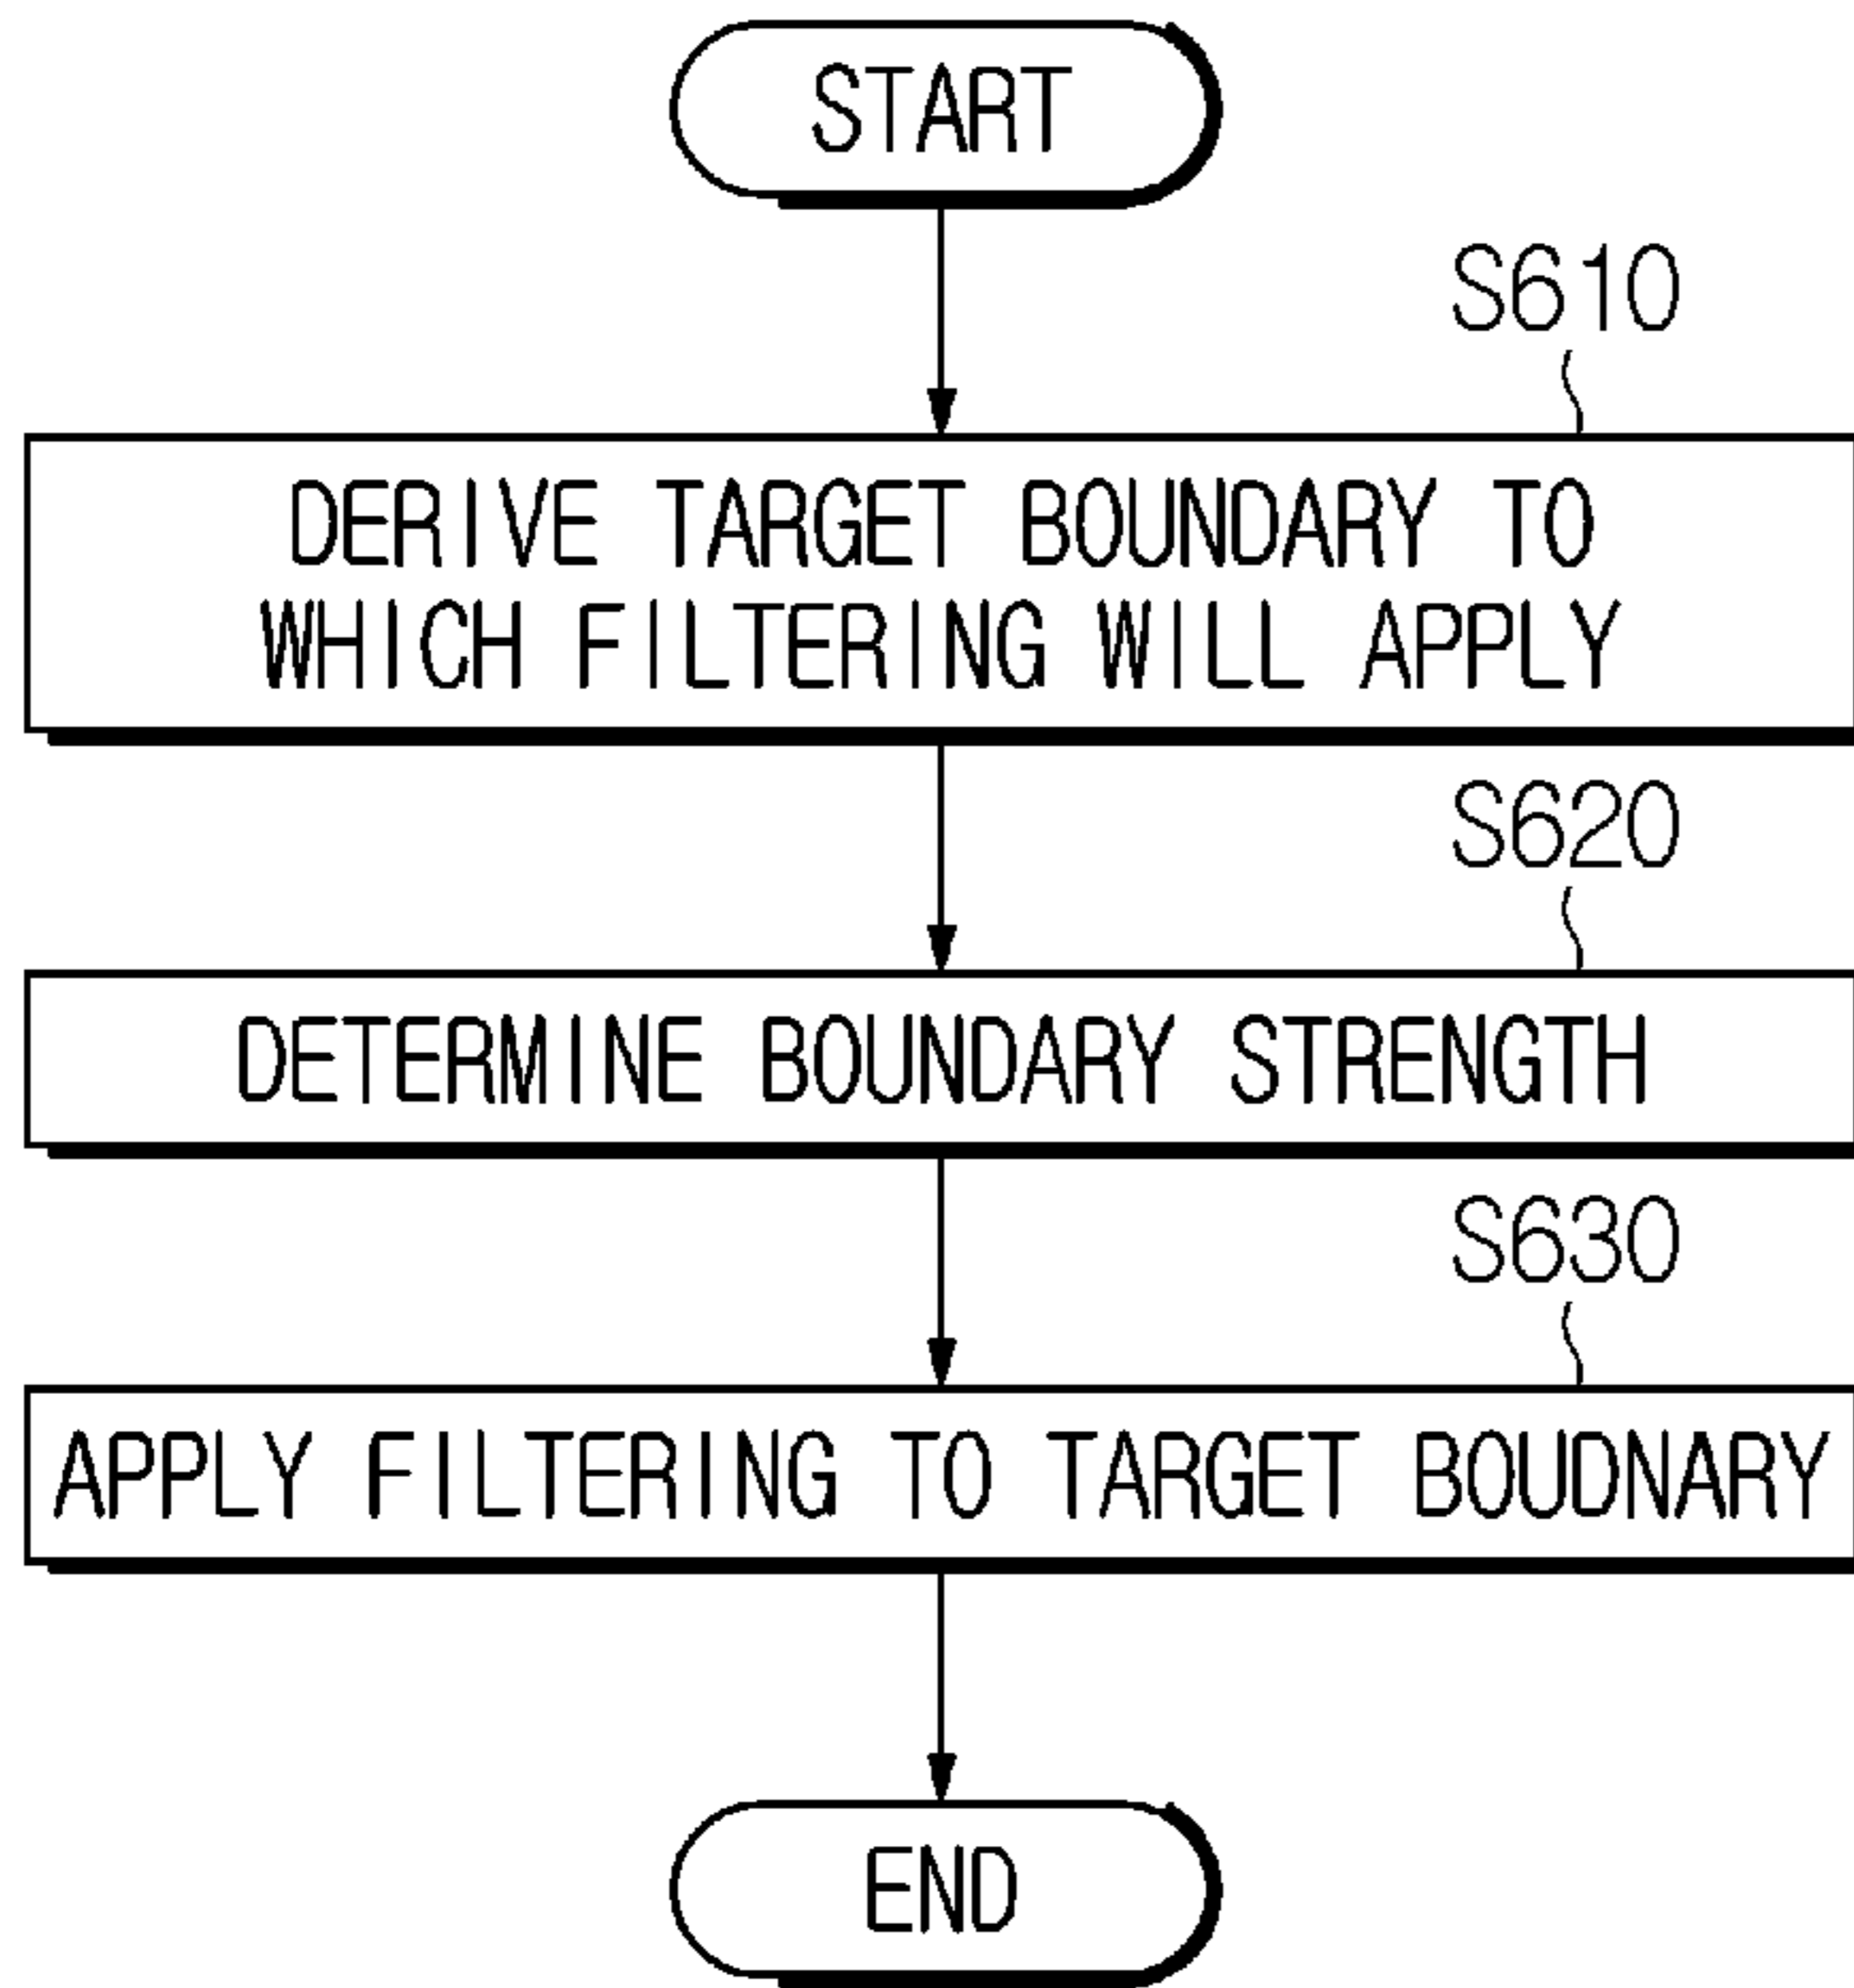 START
S610
DERIVE TARGET BOUNDARY TO
WHICH FILTERING WILL APPLY
S620
DETERMINE BOUNDARY STRENGTH
S630
APPLY FILTERING TO TARGET BOUDNARY
END